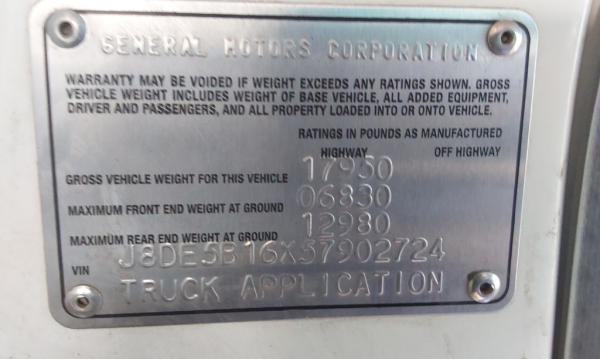 GENERAL MOTORS CORPORATION
WARRANTY MAY BE VOIDED IF WEIGHT EXCEEDS ANY RATINGS SHOWN. GROSS
VEHICLE WEIGHT INCLUDES WEIGHT OF BASE VEHICLE, ALL ADDED EQUIPMENT,
DRIVER AND PASSENGERS, AND ALL PROPERTY LOADED INTO OR ONTO VEHICLE.
RATINGS IN POUNDS AS MANUFACTURED
HIGHWAY OFF HIGHWAY
GROSS VEHICLE WEIGHT FOR THIS VEHICLE 17950
MAXIMUM FRONT END WEIGHT AT GROUND 06830
MAXIMUM REAR END WEIGHT AT GROUND 12980
VIN J8DE5B16X57902724
TRUCK APPLICATION